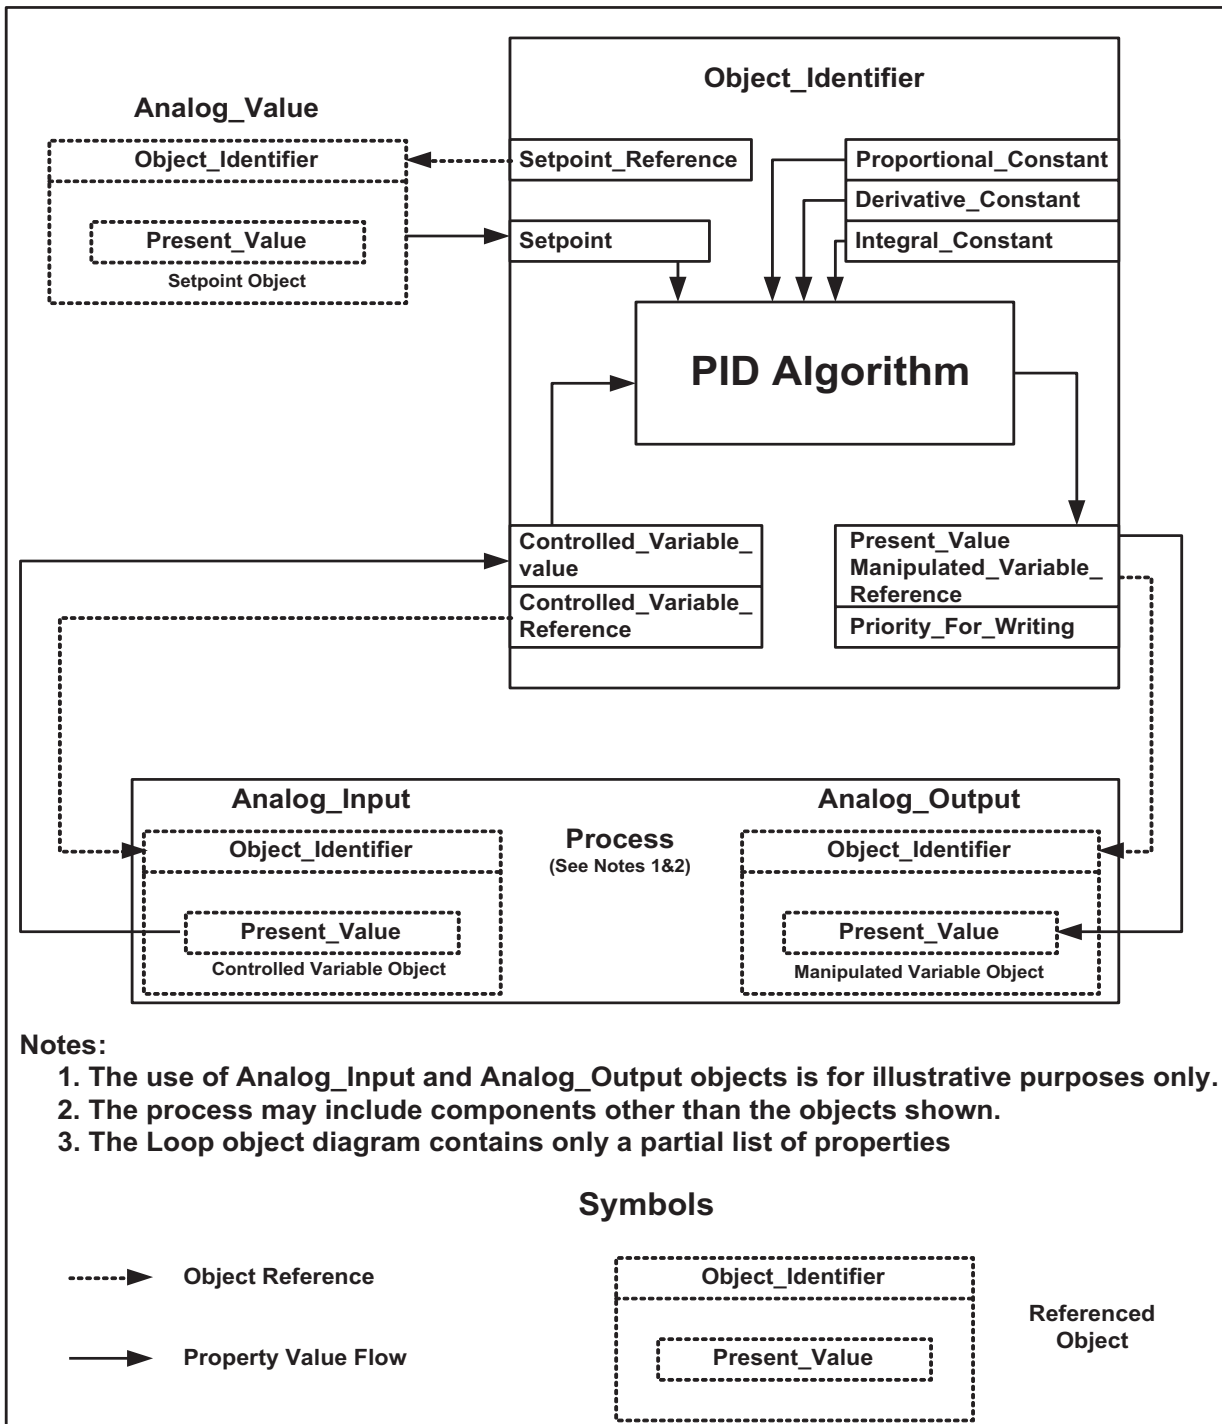 Object_Identifier
Analog_Value
Object_Identifier
Present_Value
Setpoint Object
Setpoint_Reference
Setpoint
Proportional_Constant
Derivative_Constant
Integral_Constant
PID Algorithm
Controlled_Variable_
value
Controlled_Variable_
Reference
Present_Value
Manipulated_Variable_
Reference
Priority_For_Writing
Analog_Input
Object_Identifier
Present_Value
Controlled Variable Object
Process
(See Notes 1&2)
Analog_Output
Object_Identifier
Present_Value
Manipulated Variable Object
Notes:
1. The use of Analog_Input and Analog_Output objects is for illustrative purposes only.
2. The process may include components other than the objects shown.
3. The Loop object diagram contains only a partial list of properties
Symbols
Object Reference
Property Value Flow
Object_Identifier
Present_Value
Referenced
Object